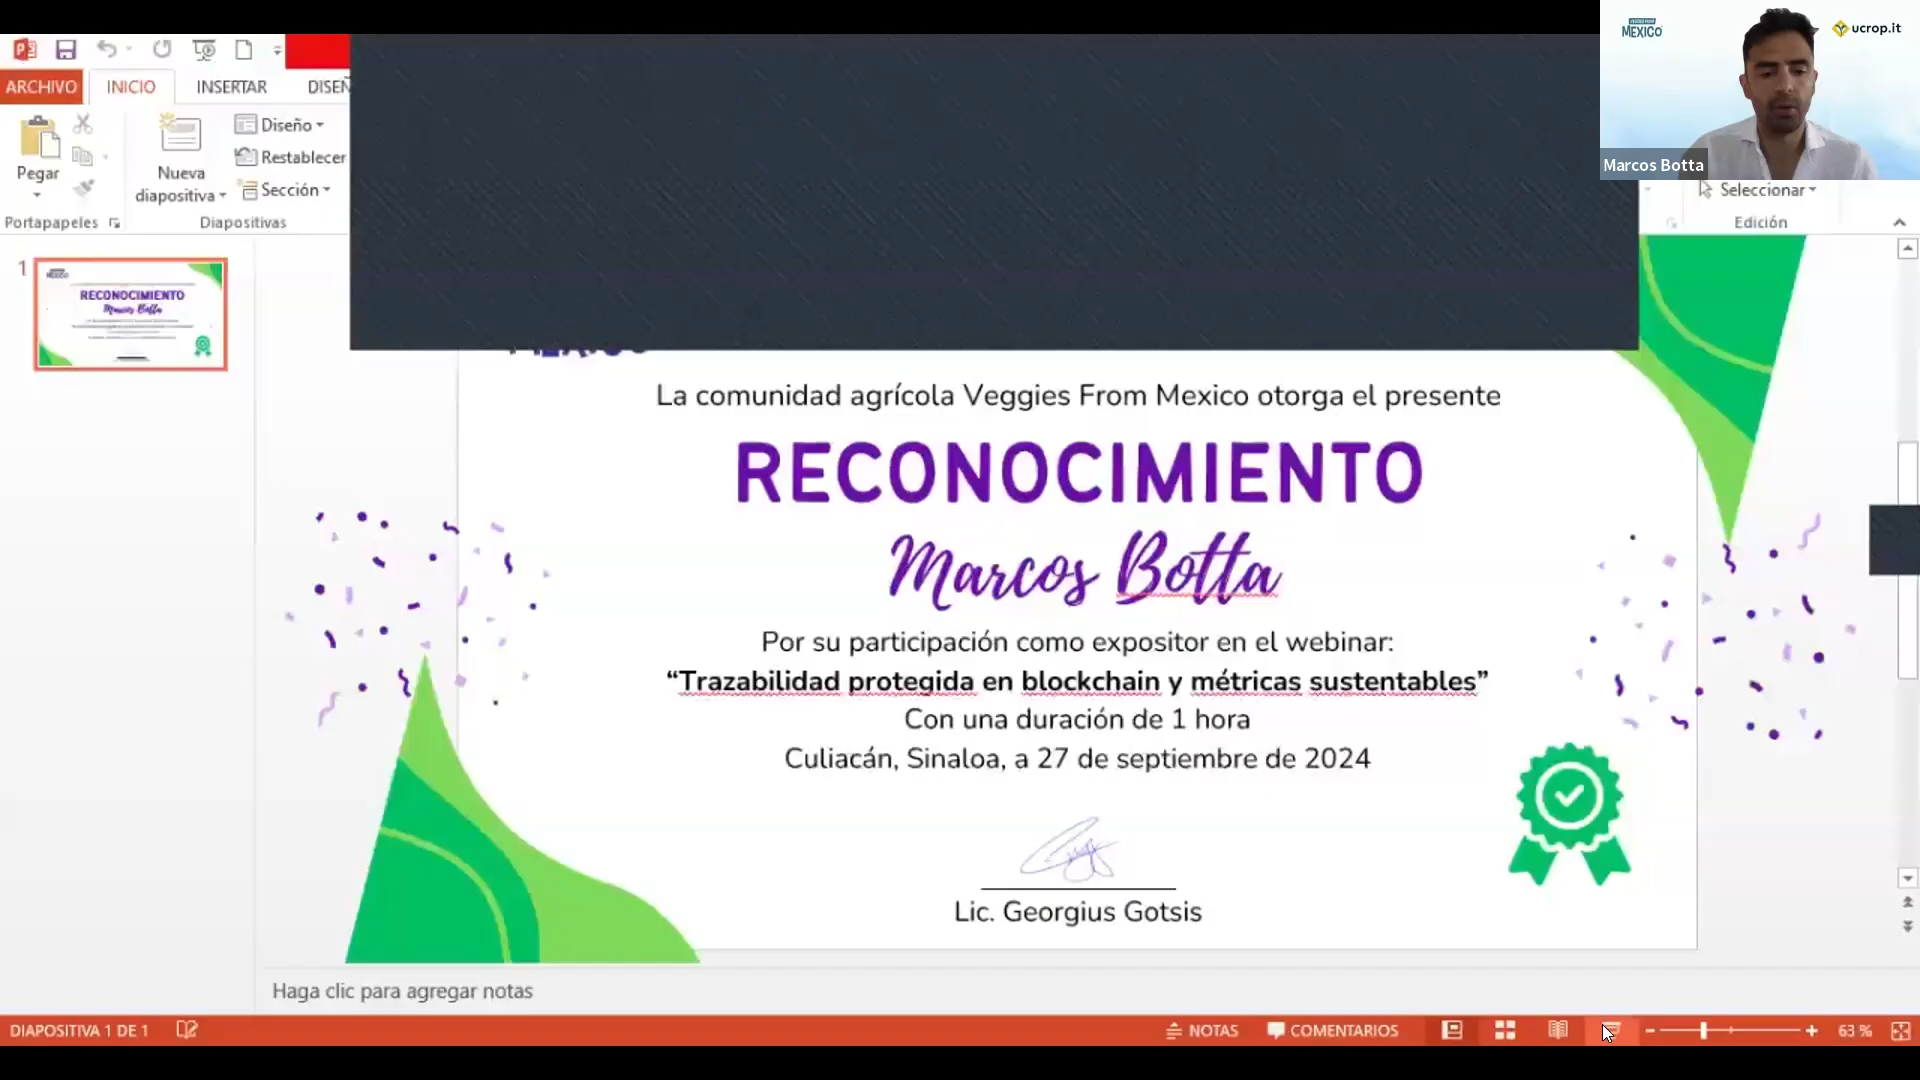 ARCHIVO INICIO INSERTAR DISEÑ
Pegar
Nueva
diapositiva
Diseño
Restablecer
Sección
Portapapeles
Diapositivas
VEGGIES FROM
MEXICO
ucrop.it
Marcos Botta
Seleccionar
Edición
1
RECONOCIMIENTO
Marcos Botta
La comunidad agrícola Veggies From Mexico otorga el presente
RECONOCIMIENTO
Marcos Botta
Por su participación como expositor en el webinar:
“Trazabilidad protegida en blockchain y métricas sustentables”
Con una duración de 1 hora
Culiacán, Sinaloa, a 27 de septiembre de 2024
Lic. Georgius Gotsis
Haga clic para agregar notas
DIAPOSITIVA 1 DE 1
NOTAS
COMENTARIOS
63 %